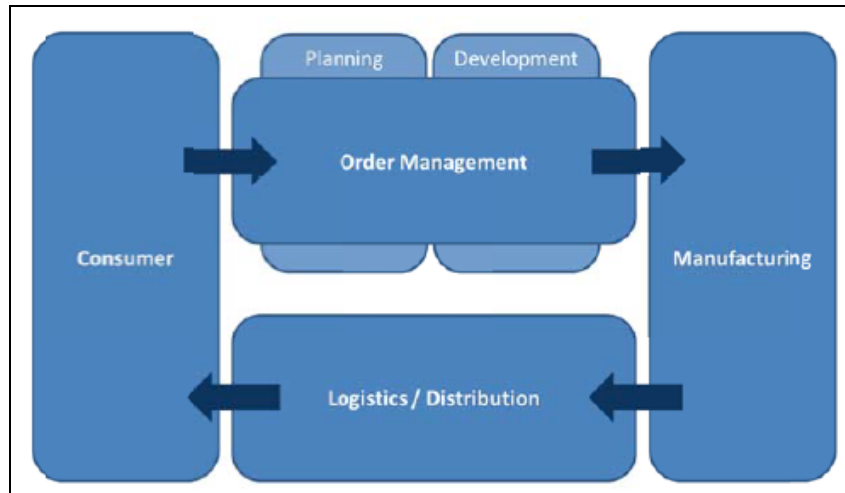 Planning
Development
Order Management
Consumer
Manufacturing
Logistics / Distribution